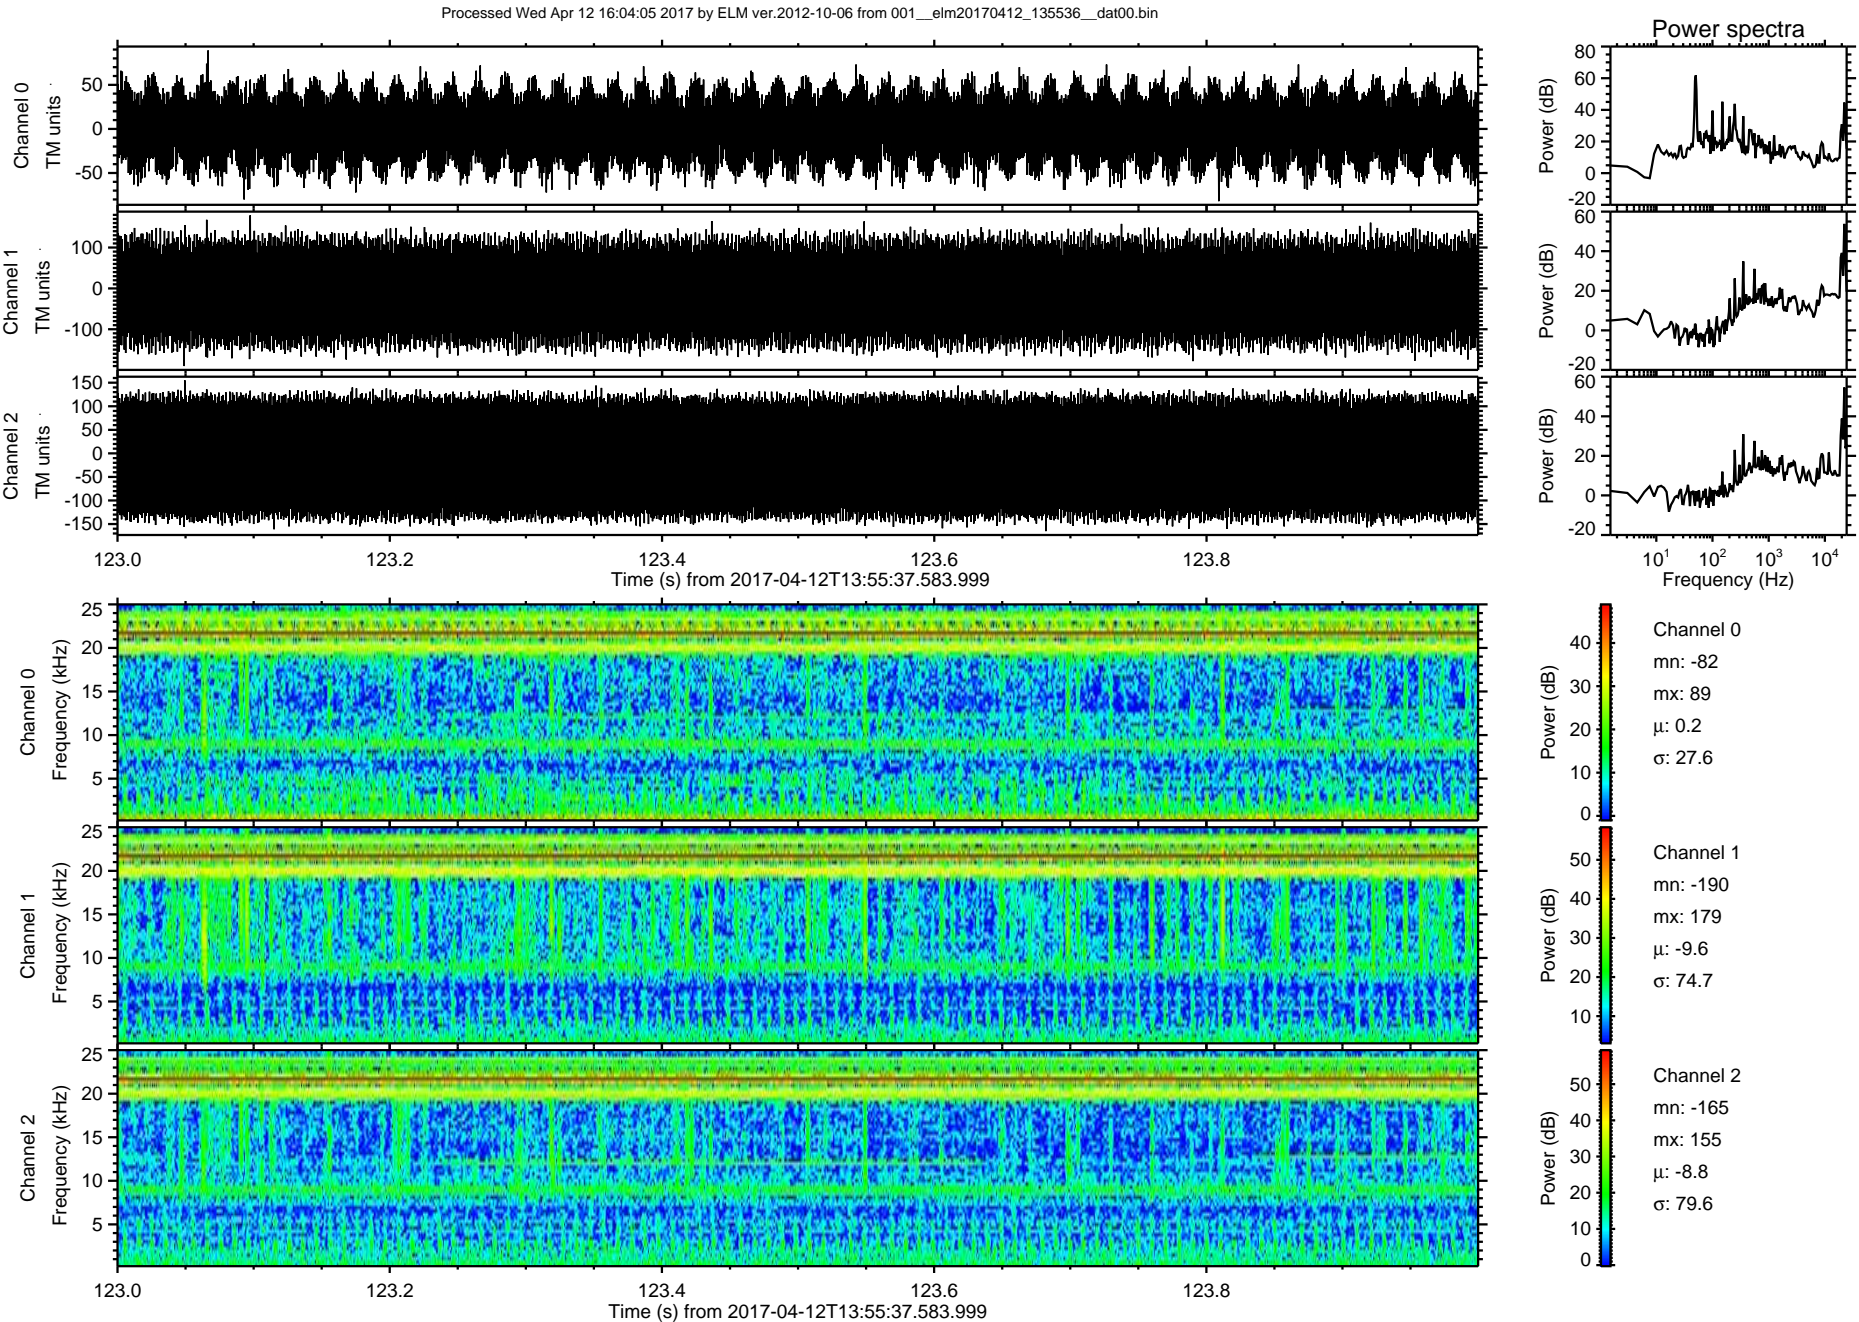 Processed Wed Apr 12 16:04:05 2017 by ELM ver.2012-10-06 from 001__elm20170412_135536__dat00.bin
Power spectra
Channel 0
TM units
50
0
-50
Power (dB)
80
60
40
20
0
-20
Channel 1
TM units
100
0
-100
Power (dB)
60
40
20
0
-20
Channel 2
TM units
150
100
50
0
-50
-100
-150
Power (dB)
60
40
20
0
-20
123.0 123.2 123.4 123.6 123.8
Time (s) from 2017-04-12T13:55:37.583.999
10¹ 10² 10³ 10⁴
Frequency (Hz)
Channel 0
Frequency (kHz)
25
20
15
10
5
Power (dB)
40
30
20
10
0
Channel 0
mn: -82
mx: 89
μ: 0.2
σ: 27.6
Channel 1
Frequency (kHz)
25
20
15
10
5
Power (dB)
50
40
30
20
10
Channel 1
mn: -190
mx: 179
μ: -9.6
σ: 74.7
Channel 2
Frequency (kHz)
25
20
15
10
5
Power (dB)
50
40
30
20
10
0
Channel 2
mn: -165
mx: 155
μ: -8.8
σ: 79.6
123.0 123.2 123.4 123.6 123.8
Time (s) from 2017-04-12T13:55:37.583.999